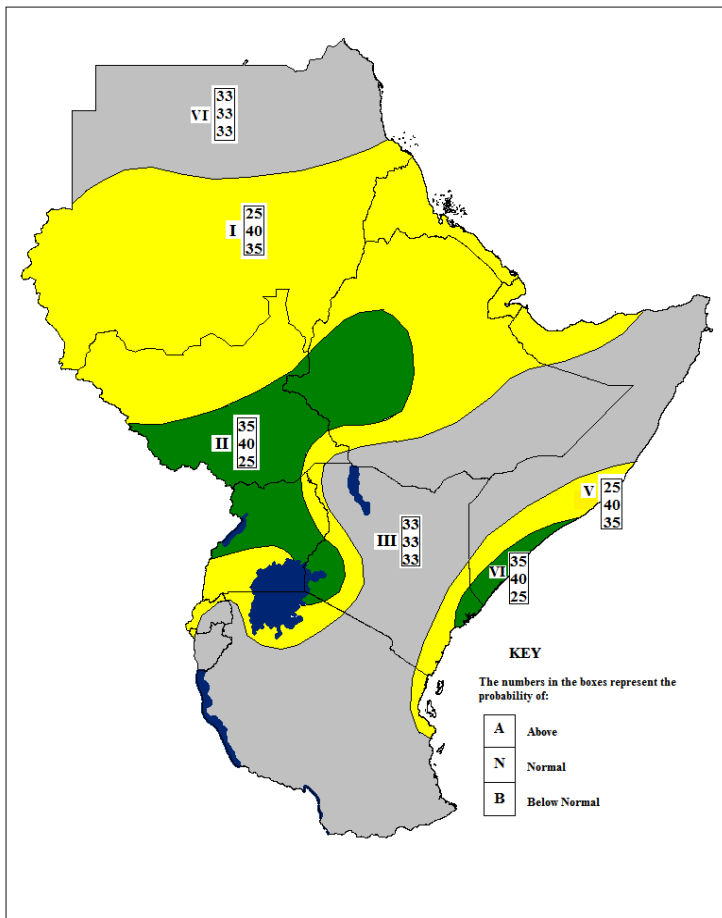 33
VI 33
33
25
I 40
35
35
II 40
25
33
III 33
33
V 25
40
35
VI 35
40
25
KEY
The numbers in the boxes represent the
probability of:
A Above
N Normal
B Below Normal